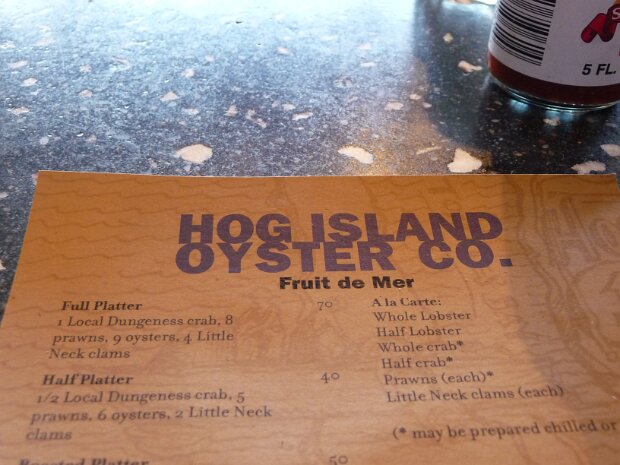 5 FL.
HOG ISLAND
OYSTER CO.
Fruit de Mer
Full Platter 70
1 Local Dungeness crab, 8
prawns, 9 oysters, 4 Little
Neck clams
Half Platter 40
1/2 Local Dungeness crab, 5
prawns, 6 oysters, 2 Little Neck
clams
Roasted Platter 50
A la Carte:
Whole Lobster
Half Lobster
Whole crab*
Half crab*
Prawns (each)*
Little Neck clams (each)
(* may be prepared chilled or